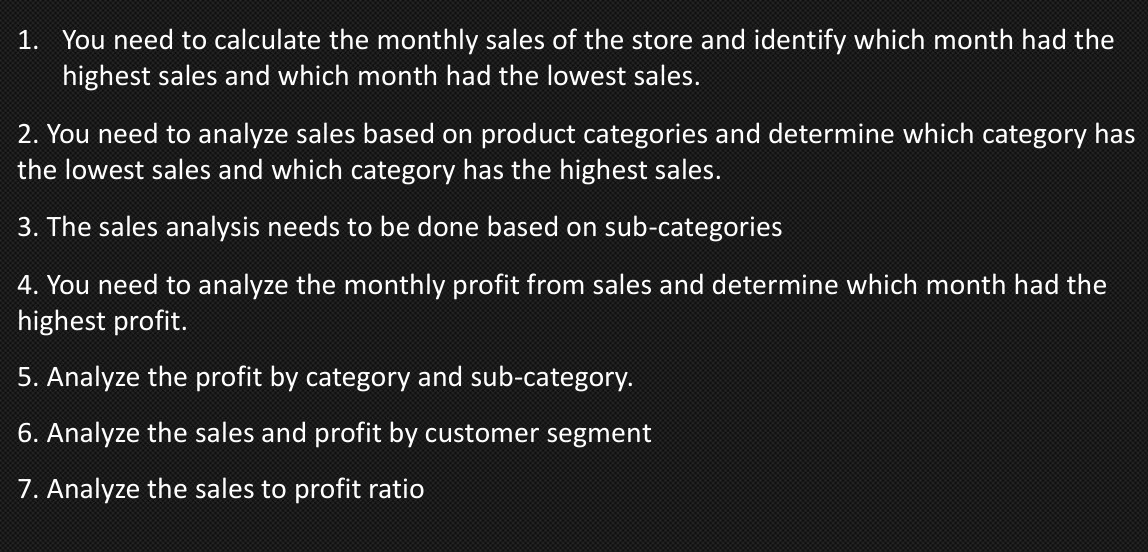 1. You need to calculate the monthly sales of the store and identify which month had the
highest sales and which month had the lowest sales.
2. You need to analyze sales based on product categories and determine which category has
the lowest sales and which category has the highest sales.
3. The sales analysis needs to be done based on sub-categories
4. You need to analyze the monthly profit from sales and determine which month had the
highest profit.
5. Analyze the profit by category and sub-category.
6. Analyze the sales and profit by customer segment
7. Analyze the sales to profit ratio